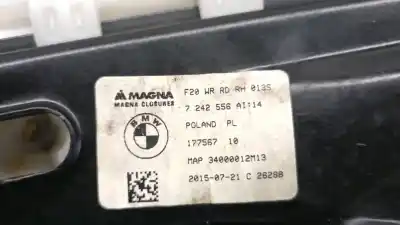 MAGNA
MAGNA CLOSURES
BMW
F20 WR RD RH 0135
7 242 556 A1:14
POLAND PL
177567 10
MAP 34000012M13
2015-07-21 C 26288